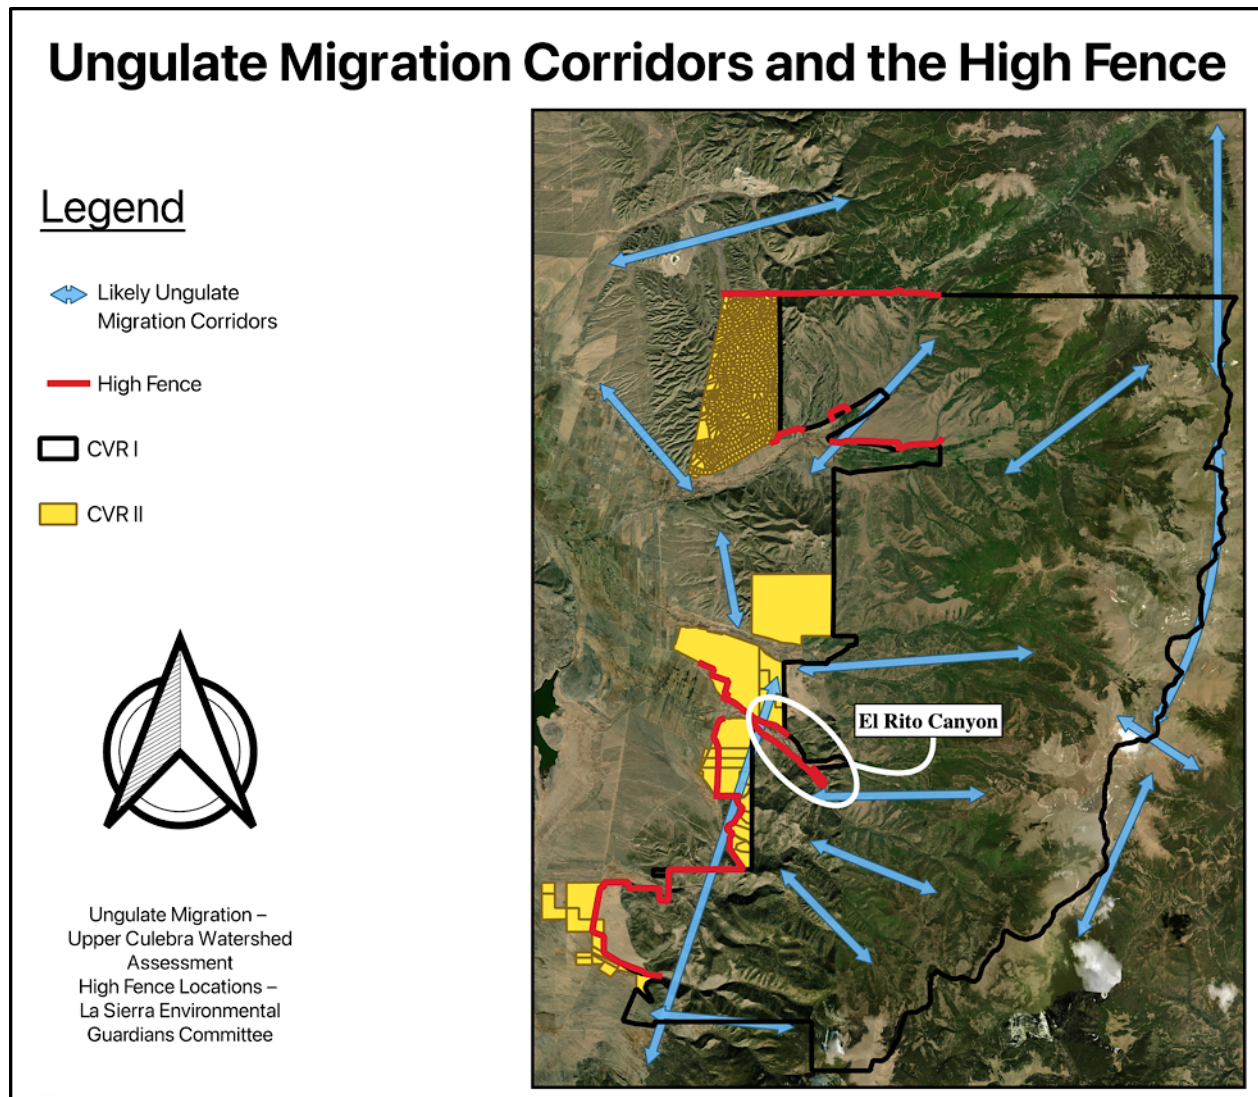 Ungulate Migration Corridors and the High Fence
Legend
Likely Ungulate
Migration Corridors
High Fence
CVR I
CVR II
El Rito Canyon
Ungulate Migration –
Upper Culebra Watershed
Assessment
High Fence Locations –
La Sierra Environmental
Guardians Committee